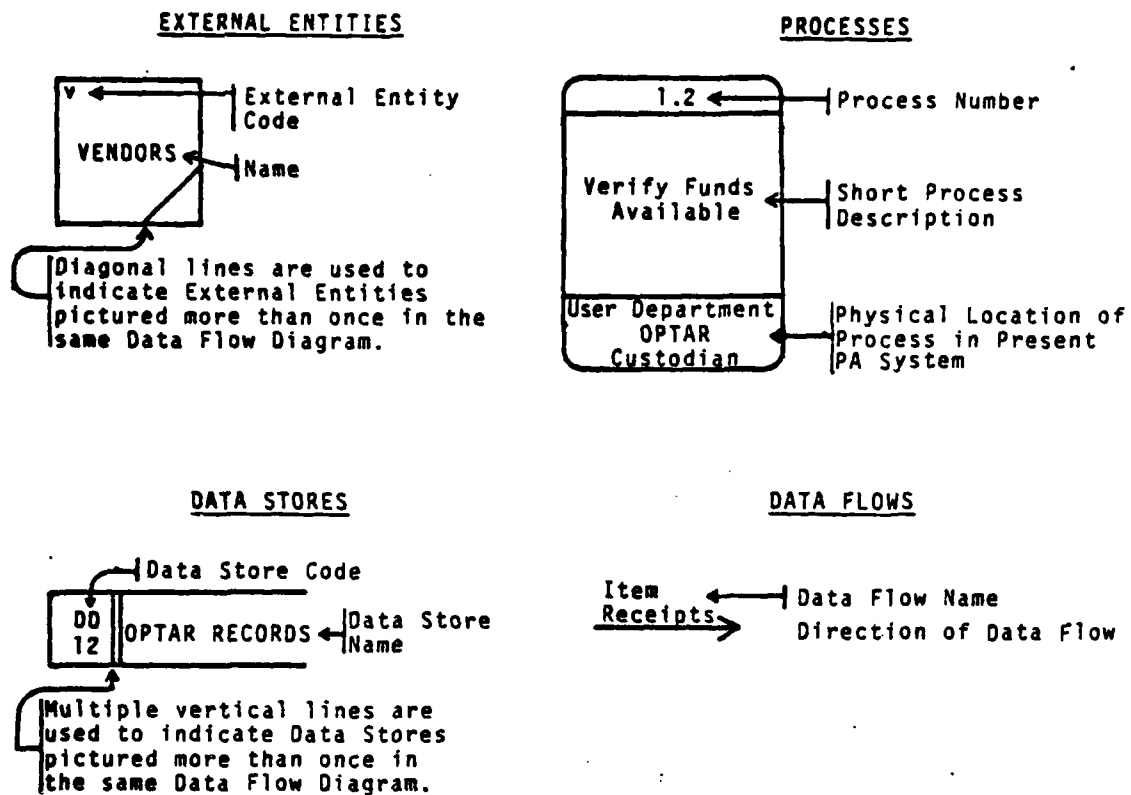 EXTERNAL ENTITIES
v
External Entity
Code
VENDORS
Name
Diagonal lines are used to
indicate External Entities
pictured more than once in the
same Data Flow Diagram.
PROCESSES
1.2
Process Number
Verify Funds
Available
Short Process
Description
User Department
OPTAR
Custodian
Physical Location of
Process in Present
PA System
DATA STORES
Data Store Code
DD
12
OPTAR RECORDS
Data Store
Name
Multiple vertical lines are
used to indicate Data Stores
pictured more than once in
the same Data Flow Diagram.
DATA FLOWS
Item
Receipts
Data Flow Name
Direction of Data Flow